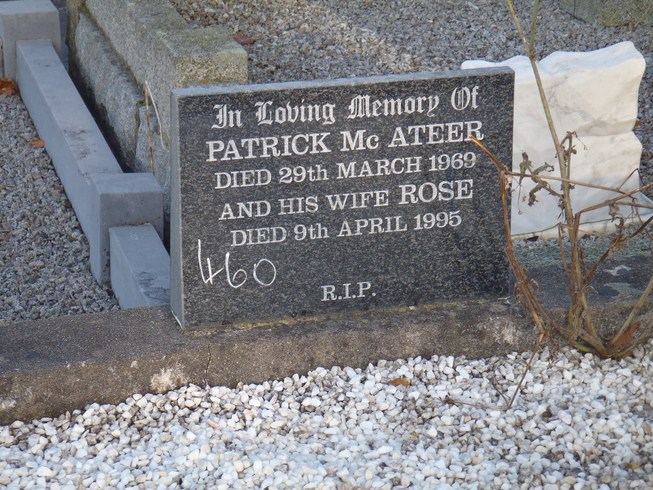 In Loving Memory Of
PATRICK Mc ATEER
DIED 29th MARCH 1969
AND HIS WIFE ROSE
DIED 9th APRIL 1995
460
R.I.P.